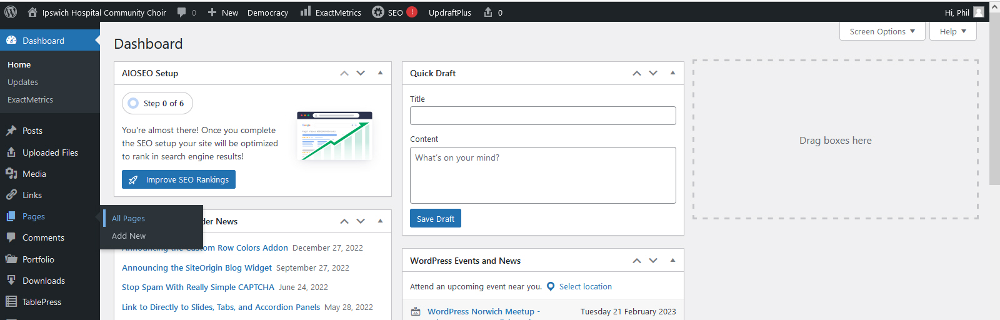 Ipswich Hospital Community Choir 0 New Democracy ExactMetrics SEO ! UpdraftPlus 0 Hi, Phil
Screen Options Help
Dashboard
Home
Updates
ExactMetrics
Posts
Uploaded Files
Media
Links
Pages
Comments
Portfolio
Downloads
TablePress
All Pages
Add New
Dashboard
AIOSEO Setup
Step 0 of 6
You're almost there! Once you complete
the SEO setup your site will be optimized
to rank in search engine results!
Improve SEO Rankings
der News
Announcing the Custom Row Colors Addon December 27, 2022
Announcing the SiteOrigin Blog Widget September 27, 2022
Stop Spam With Really Simple CAPTCHA June 24, 2022
Link to Directly to Slides, Tabs, and Accordion Panels May 28, 2022
Quick Draft
Title
Content
What's on your mind?
Save Draft
WordPress Events and News
Attend an upcoming event near you. Select location
WordPress Norwich Meetup - Tuesday 21 February 2023
Drag boxes here